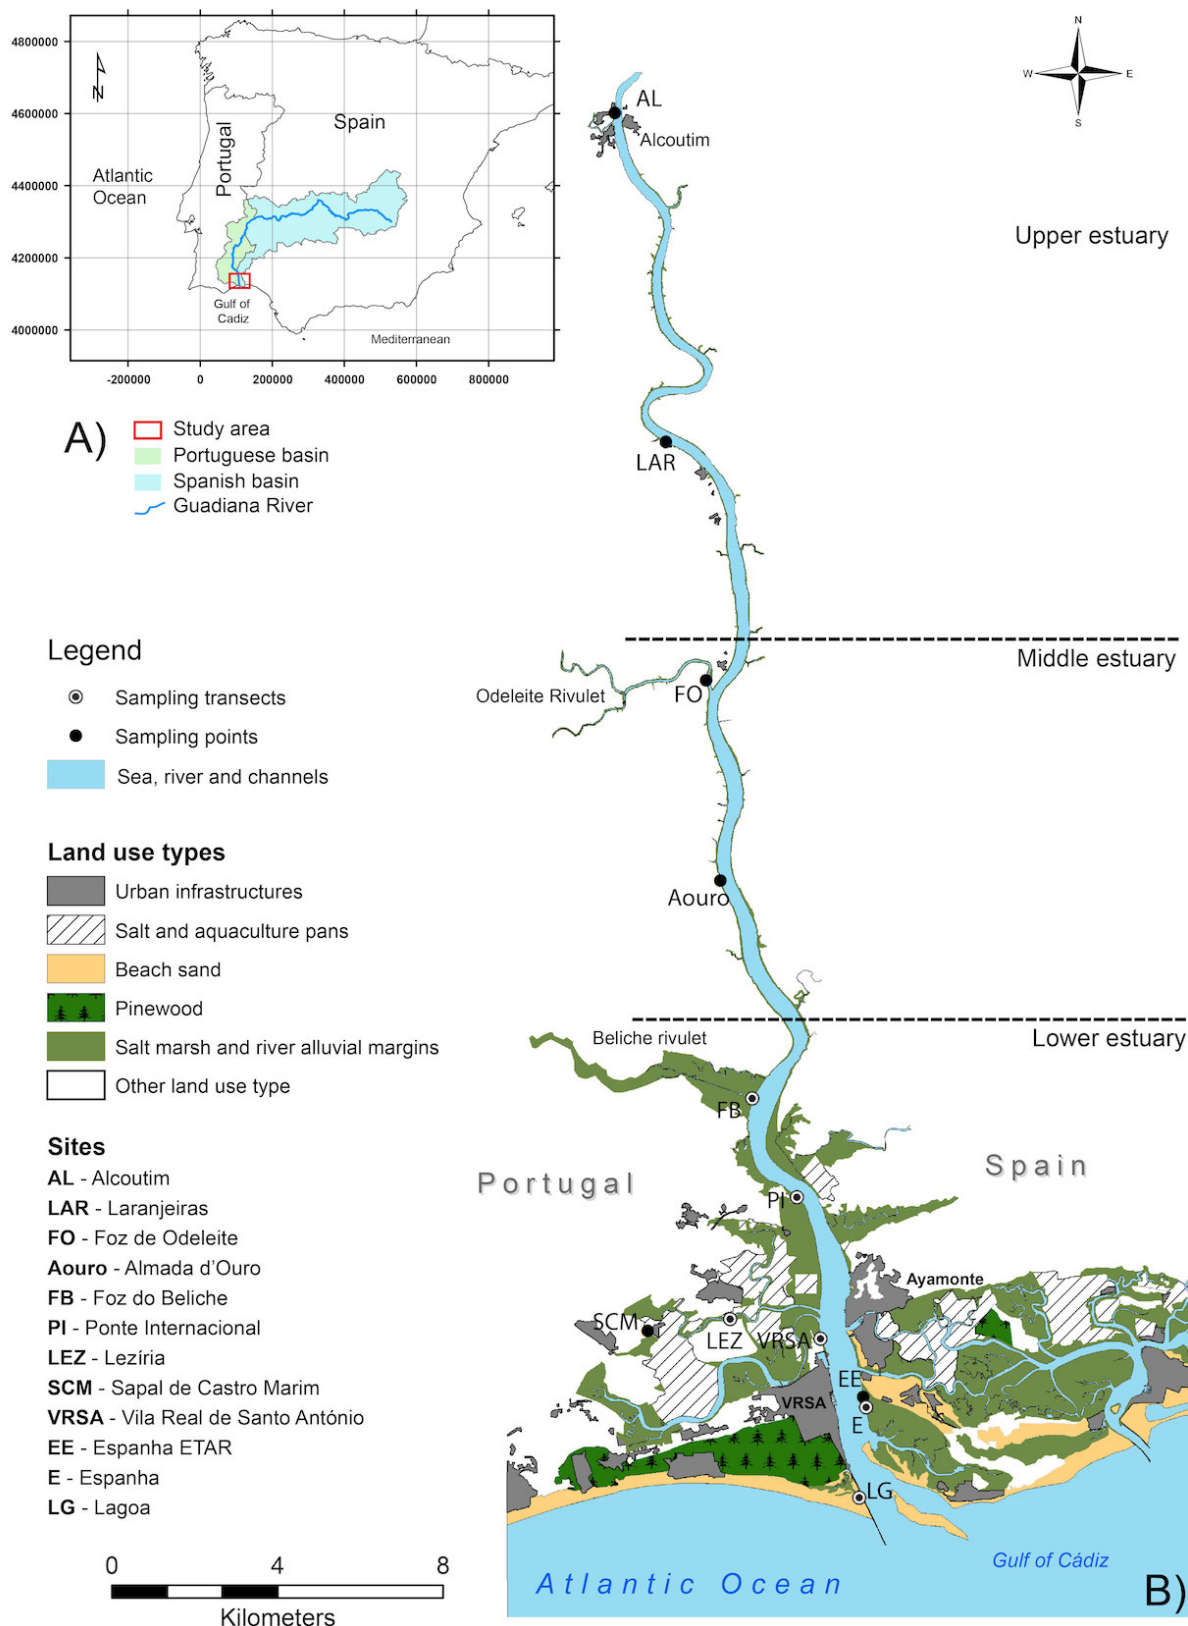 4800000
4600000
4400000
4200000
4000000
-200000 0 200000 400000 600000 800000
N
Portugal
Spain
Atlantic
Ocean
Gulf of
Cadiz
Mediterranean
A)
Study area
Portuguese basin
Spanish basin
Guadiana River
N
W E
S
AL
Alcoutim
Upper estuary
LAR
Middle estuary
Odeleite Rivulet
FO
Aouro
Lower estuary
Beliche rivulet
FB
Portugal
Spain
PI
Ayamonte
SCM
LEZ
VRSA
EE
VRSA
E
LG
Gulf of Cádiz
Atlantic Ocean
B)
Legend
Sampling transects
Sampling points
Sea, river and channels
Land use types
Urban infrastructures
Salt and aquaculture pans
Beach sand
Pinewood
Salt marsh and river alluvial margins
Other land use type
Sites
AL - Alcoutim
LAR - Laranjeiras
FO - Foz de Odeleite
Aouro - Almada d’Ouro
FB - Foz do Beliche
PI - Ponte Internacional
LEZ - Lezíria
SCM - Sapal de Castro Marim
VRSA - Vila Real de Santo António
EE - Espanha ETAR
E - Espanha
LG - Lagoa
0 4 8
Kilometers